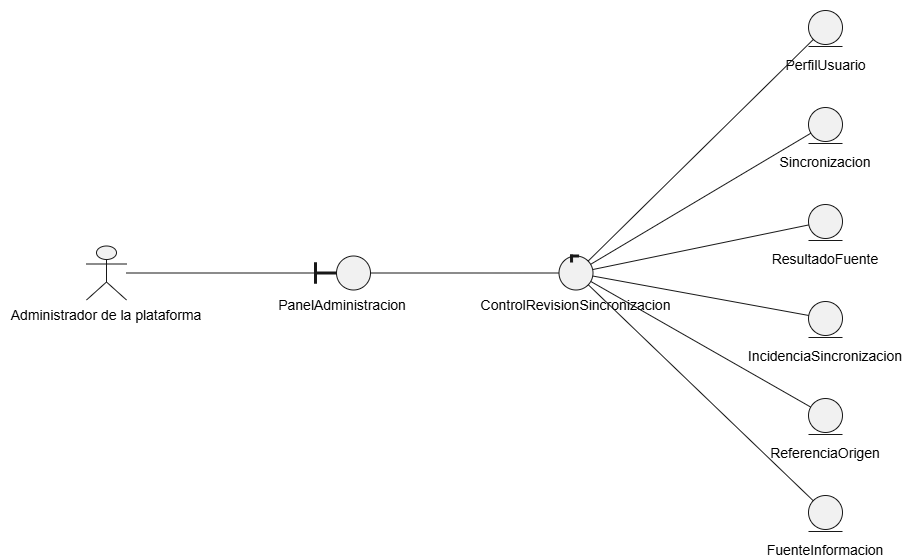 PerfilUsuario
Sincronizacion
ResultadoFuente
Administrador de la plataforma
PanelAdministracion
ControlRevisionSincronizacion
IncidenciaSincronizacion
ReferenciaOrigen
FuenteInformacion